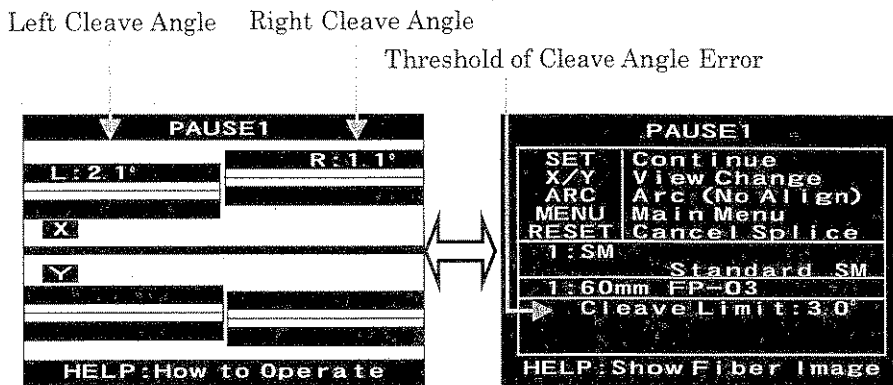 Left Cleave Angle
Right Cleave Angle
Threshold of Cleave Angle Error
PAUSE1
L:2.1°
R:1.1°
X
Y
HELP:How to Operate
PAUSE1
SET Continue
X/Y View Change
ARC Arc (No Align)
MENU Main Menu
RESET Cancel Splice
1:SM
Standard SM
1:60mm FP-03
Cleave Limit:3.0°
HELP:Show Fiber Image